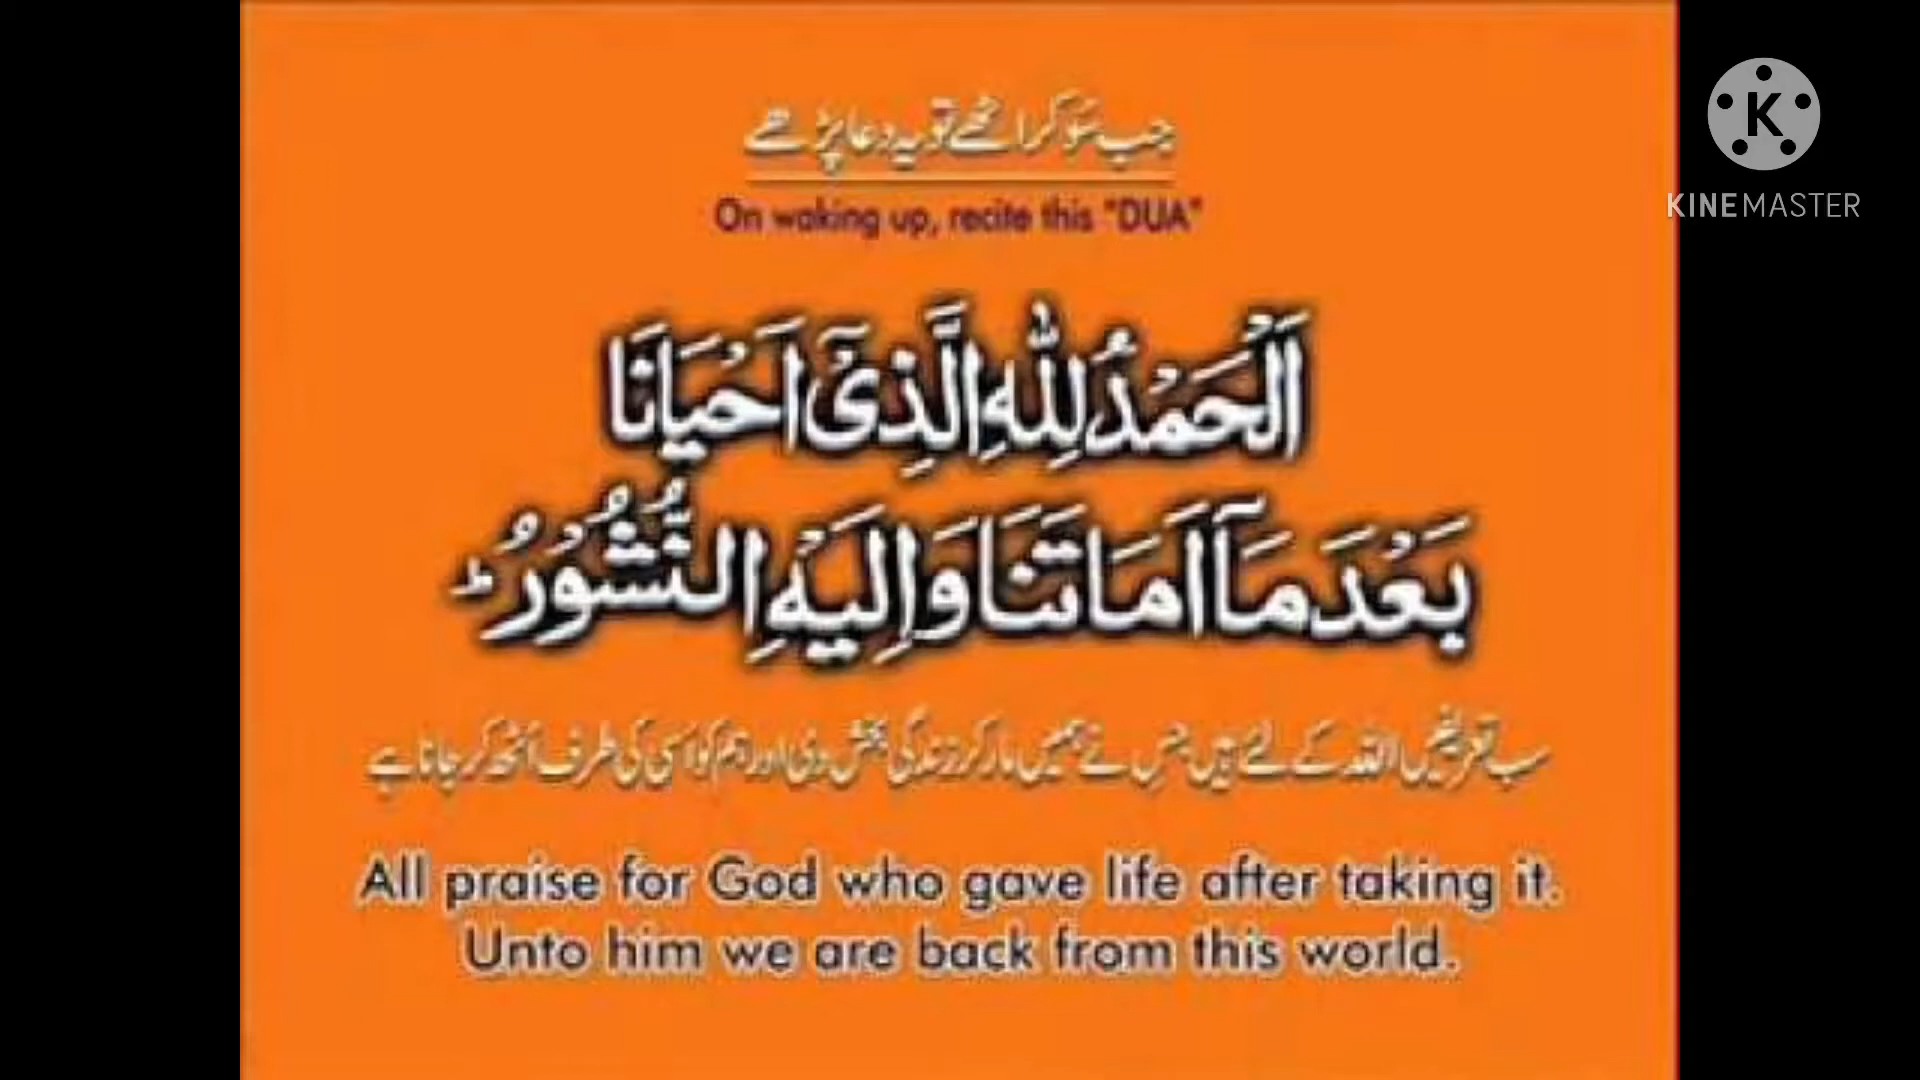 جب سو کر اٹھے تو یہ دعا پڑھے
On waking up, recite this "DUA"
اَلْحَمْدُ لِلّٰهِ الَّذِیْٓ اَحْیَانَا
بَعْدَ مَآ اَمَاتَنَا وَاِلَیْهِ النُّشُوْرُ ؕ
سب تعریفیں اللہ کے لئے ہیں جس نے ہمیں مار کر زندگی بخش دی اور ہم کو اسی کی طرف اٹھ کر جانا ہے
All praise for God who gave life after taking it.
Unto him we are back from this world.
K
KINEMASTER